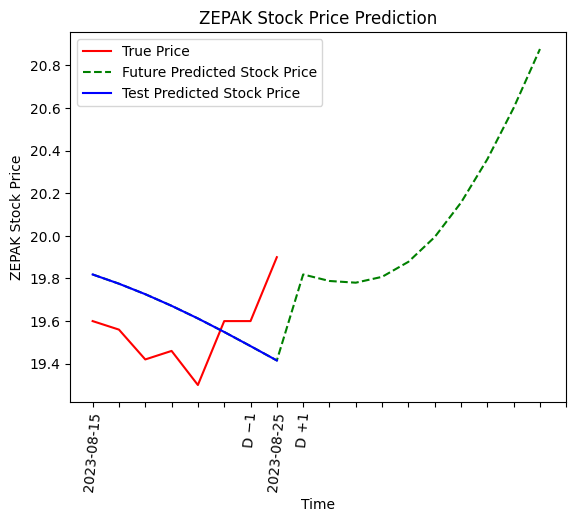 ZEPAK Stock Price Prediction
True Price
Future Predicted Stock Price
Test Predicted Stock Price
ZEPAK Stock Price
20.8
20.6
20.4
20.2
20.0
19.8
19.6
19.4
2023-08-15
D −1
2023-08-25
D +1
Time